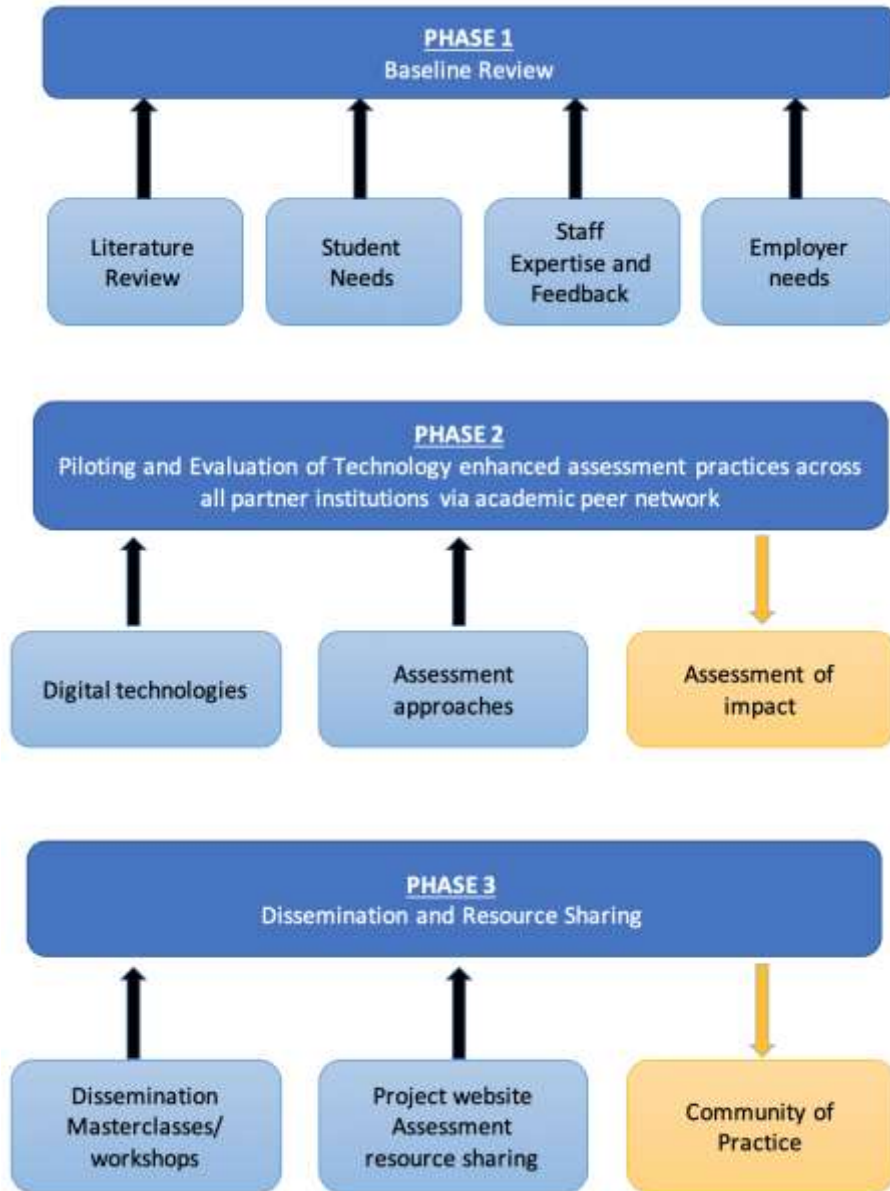 PHASE 1
Baseline Review
Literature
Review
Student
Needs
Staff
Expertise and
Feedback
Employer
needs
PHASE 2
Piloting and Evaluation of Technology enhanced assessment practices across
all partner institutions via academic peer network
Digital technologies
Assessment
approaches
Assessment of
impact
PHASE 3
Dissemination and Resource Sharing
Dissemination
Masterclasses/
workshops
Project website
Assessment
resource sharing
Community of
Practice